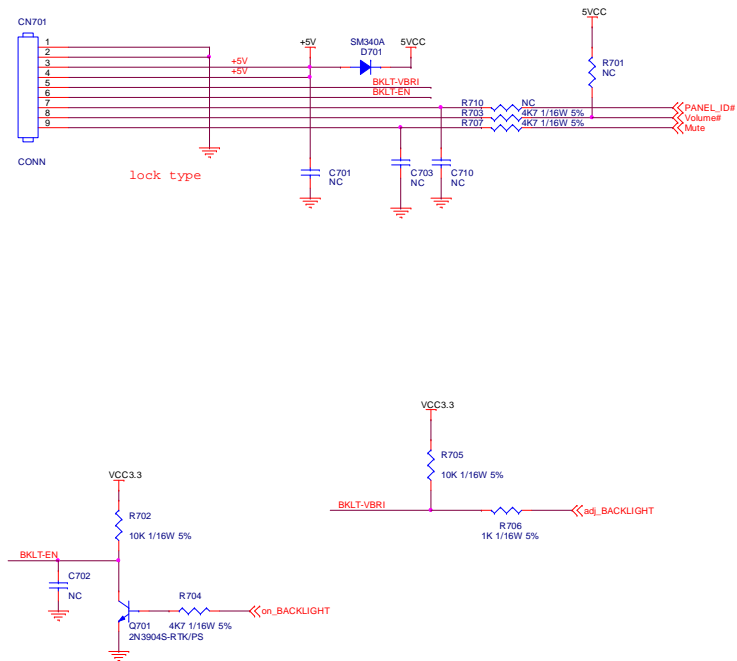 CN701
1
2
3
4
5
6
7
8
9
CONN
lock type
+5V
+5V
+5V
SM340A
D701
5VCC
5VCC
R701
NC
BKLT-VBRI
BKLT-EN
R710
NC
PANEL_ID#
R703
4K7 1/16W 5%
Volume#
R707
4K7 1/16W 5%
Mute
C701
NC
C703
NC
C710
NC
VCC3.3
R705
10K 1/16W 5%
BKLT-VBRI
R706
1K 1/16W 5%
adj_BACKLIGHT
VCC3.3
R702
10K 1/16W 5%
BKLT-EN
C702
NC
R704
4K7 1/16W 5%
on_BACKLIGHT
Q701
2N3904S-RTK/PS